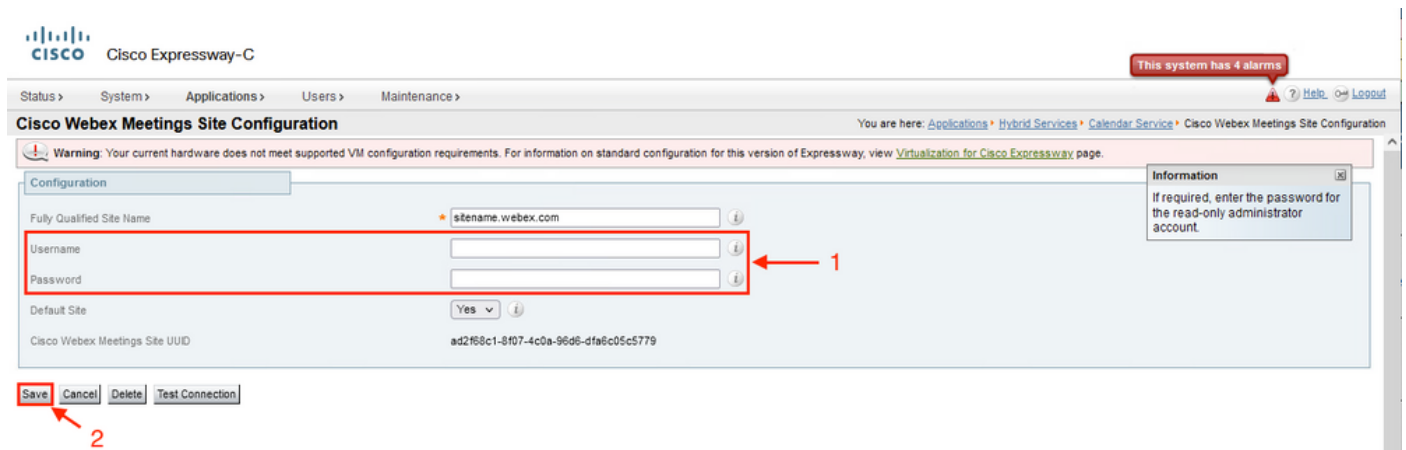 CISCO Cisco Expressway-C
This system has 4 alarms
Status > System > Applications > Users > Maintenance > ? Help Logout
Cisco Webex Meetings Site Configuration You are here: Applications ▸ Hybrid Services ▸ Calendar Service ▸ Cisco Webex Meetings Site Configuration
Warning: Your current hardware does not meet supported VM configuration requirements. For information on standard configuration for this version of Expressway, view Virtualization for Cisco Expressway page.
Configuration
Information
If required, enter the password for
the read-only administrator
account.
Fully Qualified Site Name * sitename.webex.com i
Username i
Password i
1
Default Site Yes i
Cisco Webex Meetings Site UUID ad2f68c1-8f07-4c0a-96d6-dfa6c05c5779
Save Cancel Delete Test Connection
2